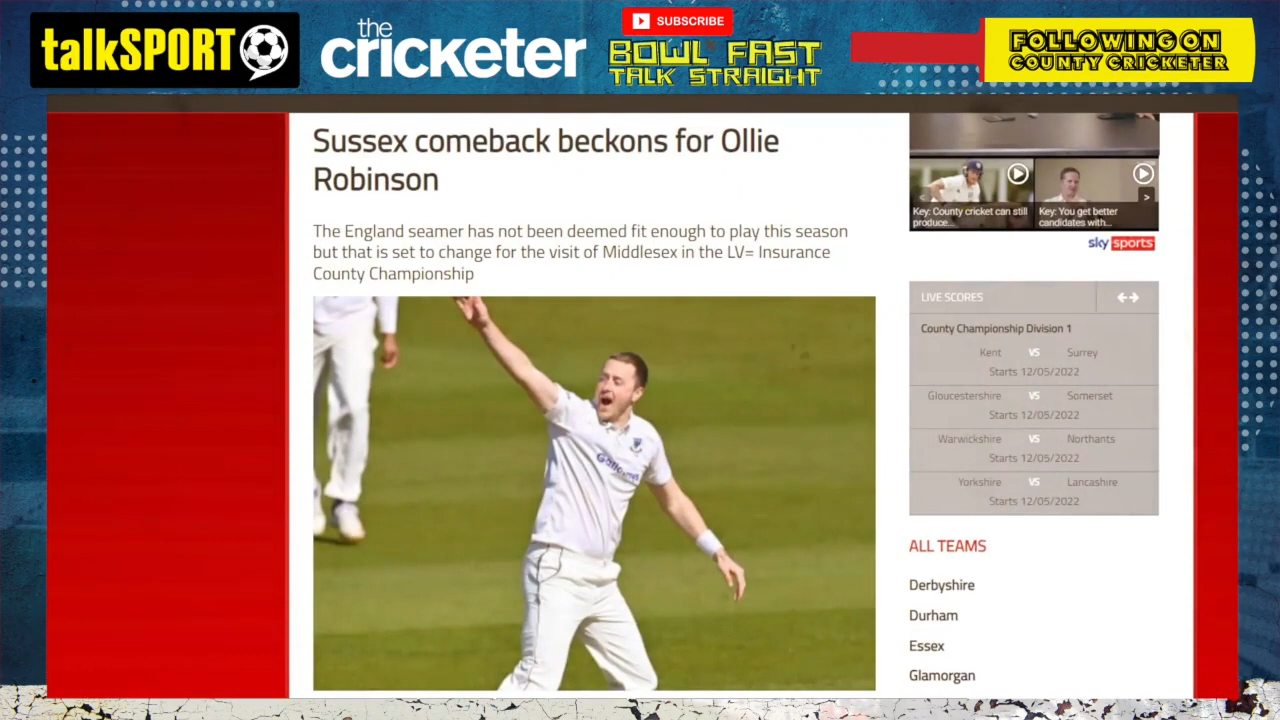 talkSPORT
the
cricketer
SUBSCRIBE
BOWL FAST
TALK STRAIGHT
FOLLOWING ON
COUNTY CRICKETER
Sussex comeback beckons for Ollie
Robinson
The England seamer has not been deemed fit enough to play this season
but that is set to change for the visit of Middlesex in the LV= Insurance
County Championship
Key: County cricket can still
produce...
Key: You get better
candidates with...
sky sports
LIVE SCORES
County Championship Division 1
Kent VS Surrey
Starts 12/05/2022
Gloucestershire VS Somerset
Starts 12/05/2022
Warwickshire VS Northants
Starts 12/05/2022
Yorkshire VS Lancashire
Starts 12/05/2022
ALL TEAMS
Derbyshire
Durham
Essex
Glamorgan